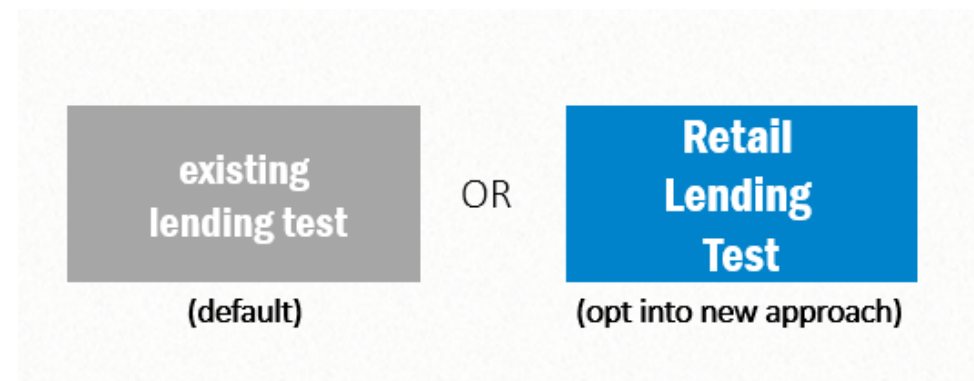 existing
lending test
(default)
OR
Retail
Lending
Test
(opt into new approach)